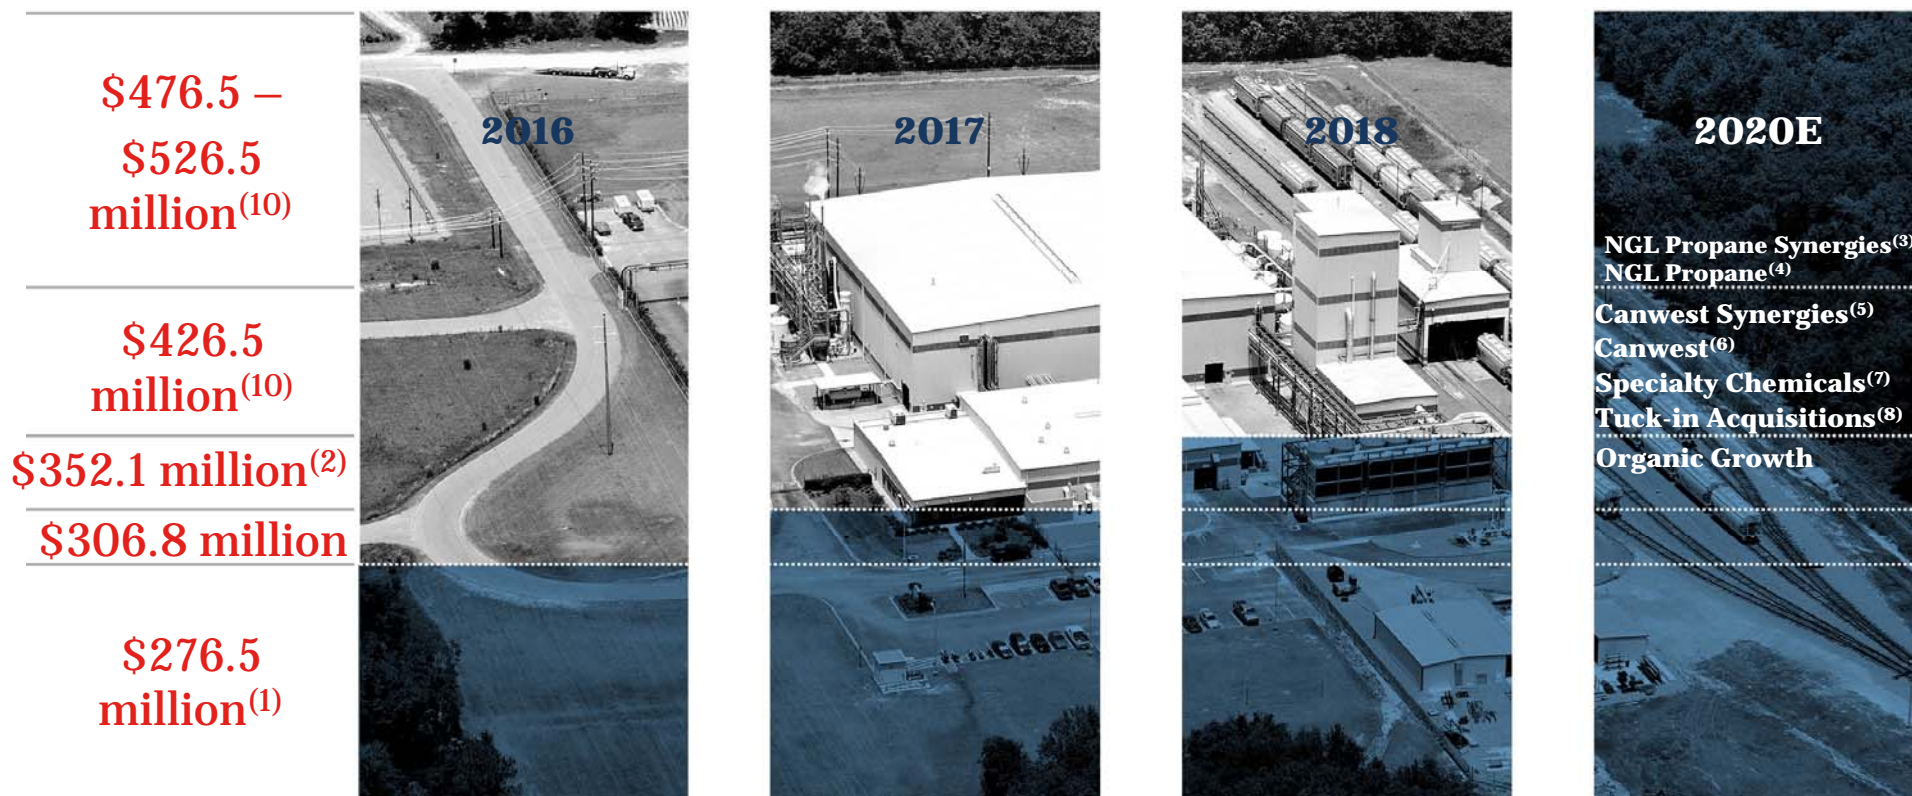 $476.5 –
$526.5
million(10)
$426.5
million(10)
$352.1 million(2)
$306.8 million
$276.5
million(1)
2016
2017
2018
2020E
NGL Propane Synergies(3)
NGL Propane(4)
Canwest Synergies(5)
Canwest(6)
Specialty Chemicals(7)
Tuck-in Acquisitions(8)
Organic Growth